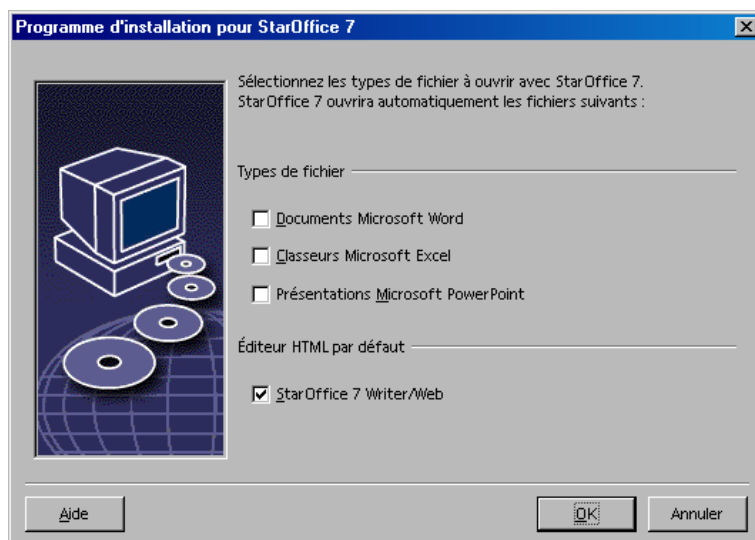 Programme d'installation pour StarOffice 7
Sélectionnez les types de fichier à ouvrir avec StarOffice 7.
StarOffice 7 ouvrira automatiquement les fichiers suivants :
Types de fichier
Documents Microsoft Word
Classeurs Microsoft Excel
Présentations Microsoft PowerPoint
Éditeur HTML par défaut
StarOffice 7 Writer/Web
Aide
OK
Annuler